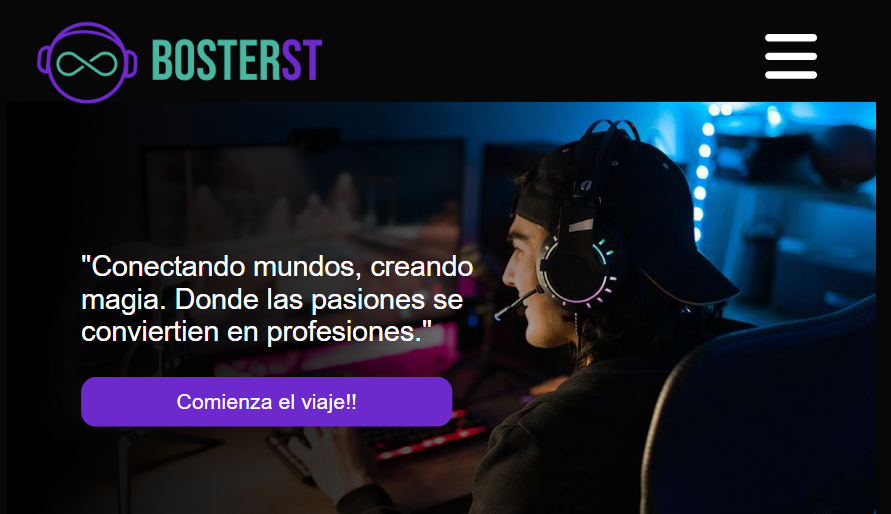 BOSTERST
"Conectando mundos, creando
magia. Donde las pasiones se
conviertien en profesiones."
Comienza el viaje!!